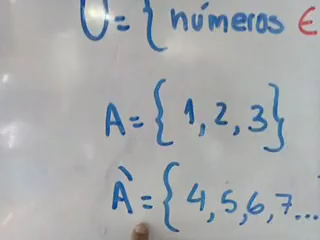 U = { números ∈
A = { 1, 2, 3 }
À = { 4, 5, 6, 7...